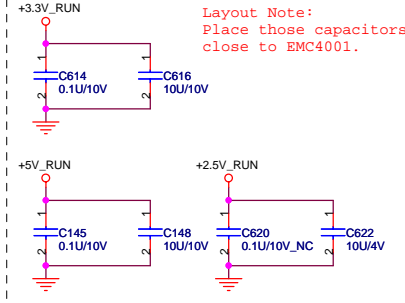 +3.3V_RUN
Layout Note:
Place those capacitors
close to EMC4001.
1
1
C614
C616
0.1U/10V
10U/10V
2
2
+5V_RUN
+2.5V_RUN
1
1
1
1
C145
C148
C620
C622
0.1U/10V
10U/10V
0.1U/10V_NC
10U/4V
2
2
2
2